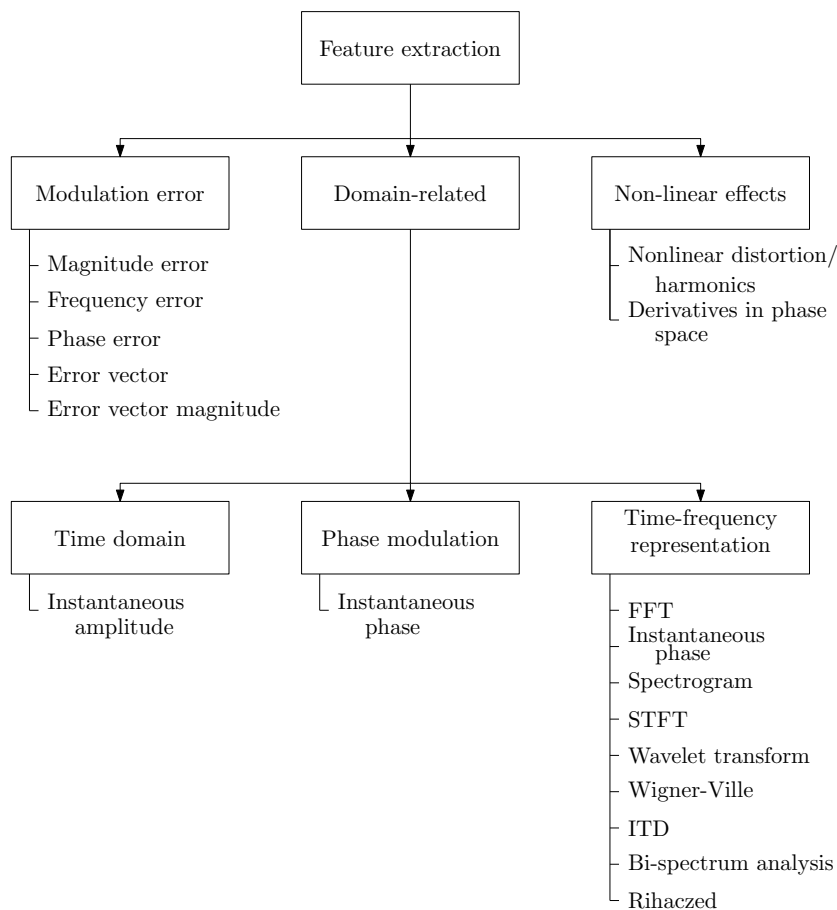 Feature extraction
Modulation error
Domain-related
Non-linear effects
Magnitude error
Frequency error
Phase error
Error vector
Error vector magnitude
Nonlinear distortion/
harmonics
Derivatives in phase
space
Time domain
Phase modulation
Time-frequency
representation
Instantaneous
amplitude
Instantaneous
phase
FFT
Instantaneous
phase
Spectrogram
STFT
Wavelet transform
Wigner-Ville
ITD
Bi-spectrum analysis
Rihaczed